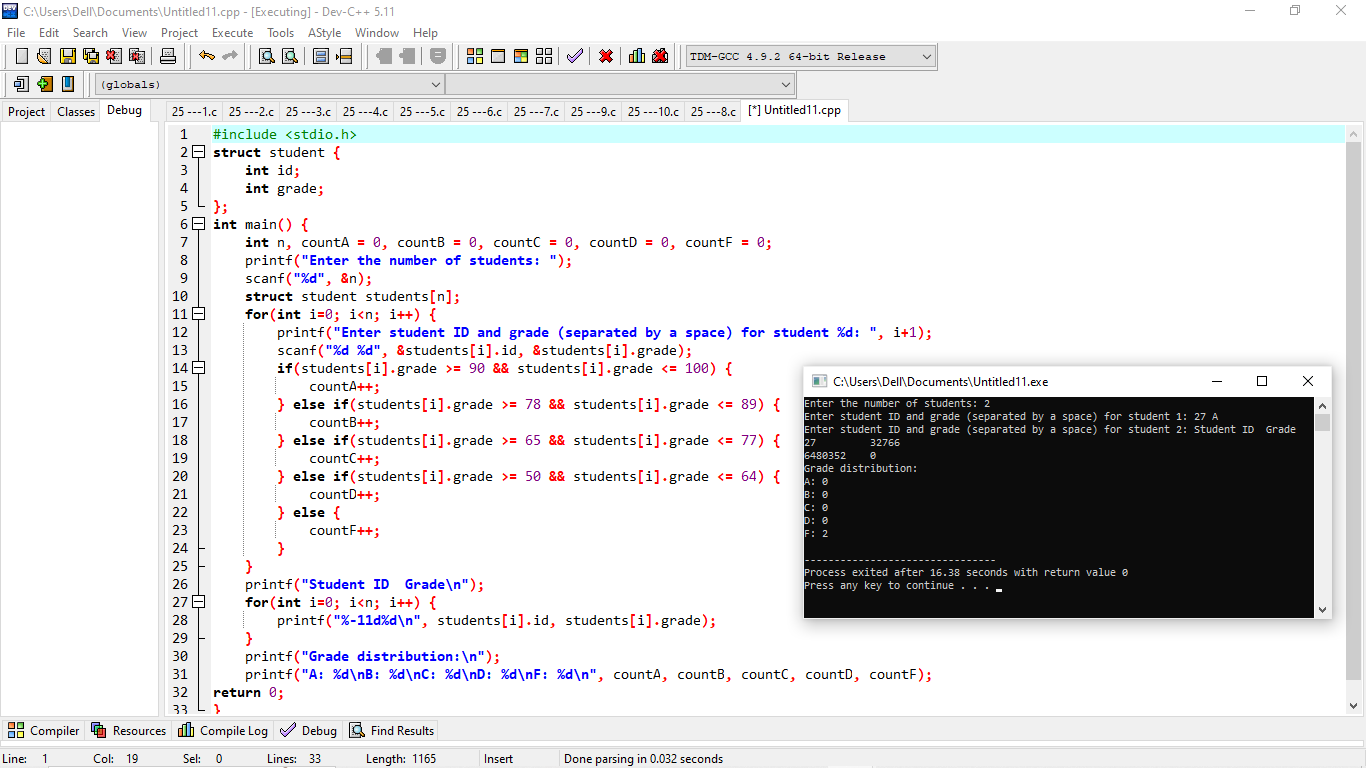 C:\Users\Dell\Documents\Untitled11.cpp - [Executing] - Dev-C++ 5.11
File Edit Search View Project Execute Tools AStyle Window Help
TDM-GCC 4.9.2 64-bit Release
(globals)
Project Classes Debug
25 ---1.c 25 ---2.c 25 ---3.c 25 ---4.c 25 ---5.c 25 ---6.c 25 ---7.c 25 ---9.c 25 ---10.c 25 ---8.c [*] Untitled11.cpp
1 #include <stdio.h>
2 struct student {
3 int id;
4 int grade;
5 };
6 int main() {
7 int n, countA = 0, countB = 0, countC = 0, countD = 0, countF = 0;
8 printf("Enter the number of students: ");
9 scanf("%d", &n);
10 struct student students[n];
11 for(int i=0; i<n; i++) {
12 printf("Enter student ID and grade (separated by a space) for student %d: ", i+1);
13 scanf("%d %d", &students[i].id, &students[i].grade);
14 if(students[i].grade >= 90 && students[i].grade <= 100) {
15 countA++;
16 } else if(students[i].grade >= 78 && students[i].grade <= 89) {
17 countB++;
18 } else if(students[i].grade >= 65 && students[i].grade <= 77) {
19 countC++;
20 } else if(students[i].grade >= 50 && students[i].grade <= 64) {
21 countD++;
22 } else {
23 countF++;
24 }
25 }
26 printf("Student ID  Grade\n");
27 for(int i=0; i<n; i++) {
28 printf("%-11d%d\n", students[i].id, students[i].grade);
29 }
30 printf("Grade distribution:\n");
31 printf("A: %d\nB: %d\nC: %d\nD: %d\nF: %d\n", countA, countB, countC, countD, countF);
32 return 0;
33 }
C:\Users\Dell\Documents\Untitled11.exe
Enter the number of students: 2
Enter student ID and grade (separated by a space) for student 1: 27 A
Enter student ID and grade (separated by a space) for student 2: Student ID  Grade
27 32766
6480352 0
Grade distribution:
A: 0
B: 0
C: 0
D: 0
F: 2
--------------------------------
Process exited after 16.38 seconds with return value 0
Press any key to continue . . .
Compiler Resources Compile Log Debug Find Results
Line: 1 Col: 19 Sel: 0 Lines: 33 Length: 1165 Insert Done parsing in 0.032 seconds